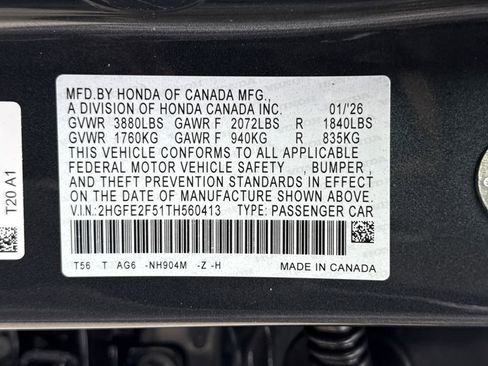 MFD.BY HONDA OF CANADA MFG.,
A DIVISION OF HONDA CANADA INC. 01/'26
GVWR 3880LBS GAWR F 2072LBS R 1840LBS
GVWR 1760KG GAWR F 940KG R 835KG
THIS VEHICLE CONFORMS TO ALL APPLICABLE
FEDERAL MOTOR VEHICLE SAFETY , BUMPER ,
AND THEFT PREVENTION STANDARDS IN EFFECT
ON THE DATE OF MANUFACTURE SHOWN ABOVE.
V.I.N.: 2HGFE2F51TH560413 TYPE: PASSENGER CAR
T56 T AG6 -NH904M -Z -H MADE IN CANADA
T20 A1